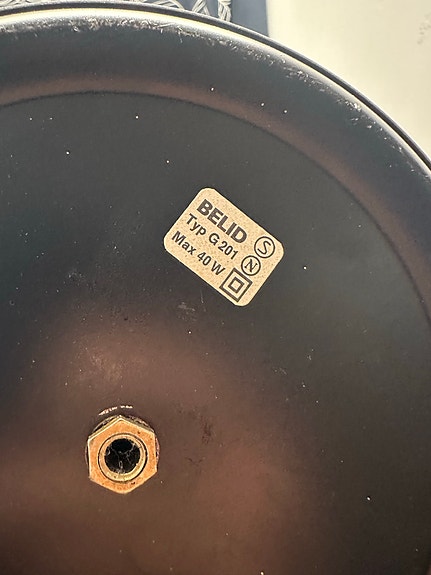 BELID Ⓢ
Typ G 201 Ⓝ
Max 40 W